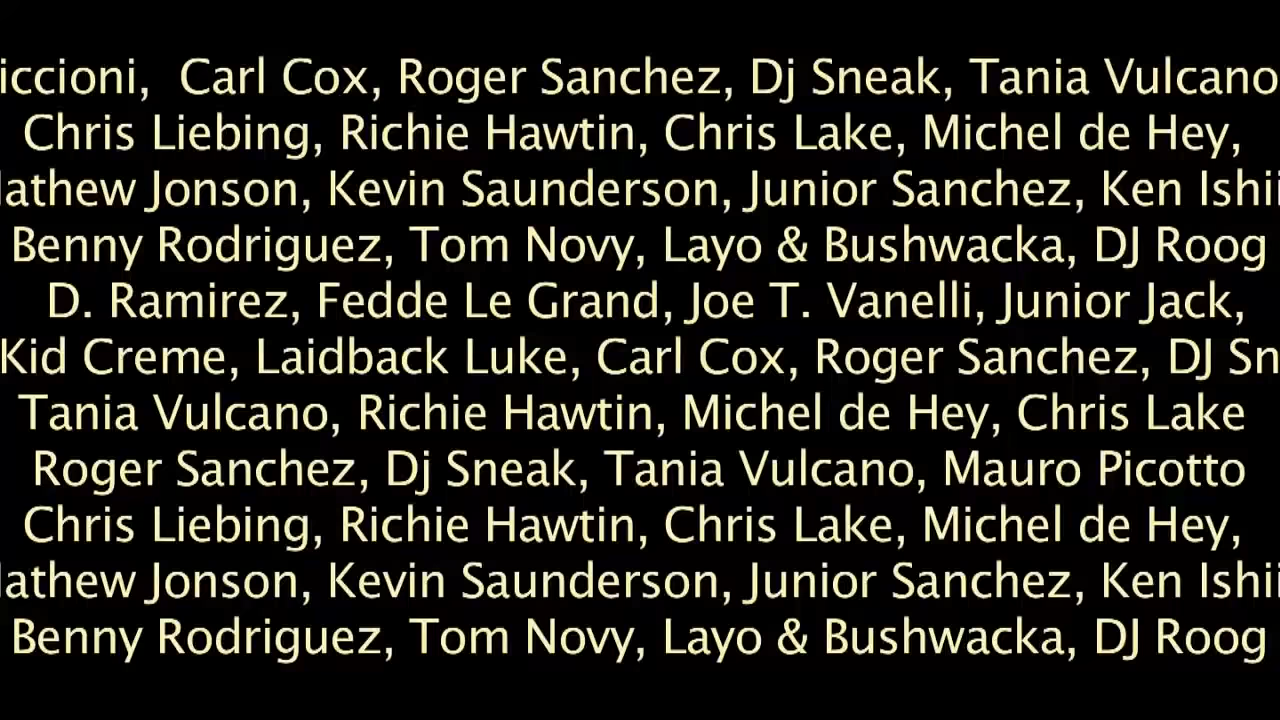 iccioni, Carl Cox, Roger Sanchez, Dj Sneak, Tania Vulcano
Chris Liebing, Richie Hawtin, Chris Lake, Michel de Hey,
athew Jonson, Kevin Saunderson, Junior Sanchez, Ken Ishii
Benny Rodriguez, Tom Novy, Layo & Bushwacka, DJ Roog
D. Ramirez, Fedde Le Grand, Joe T. Vanelli, Junior Jack,
Kid Creme, Laidback Luke, Carl Cox, Roger Sanchez, DJ Sn
Tania Vulcano, Richie Hawtin, Michel de Hey, Chris Lake
Roger Sanchez, Dj Sneak, Tania Vulcano, Mauro Picotto
Chris Liebing, Richie Hawtin, Chris Lake, Michel de Hey,
athew Jonson, Kevin Saunderson, Junior Sanchez, Ken Ishii
Benny Rodriguez, Tom Novy, Layo & Bushwacka, DJ Roog